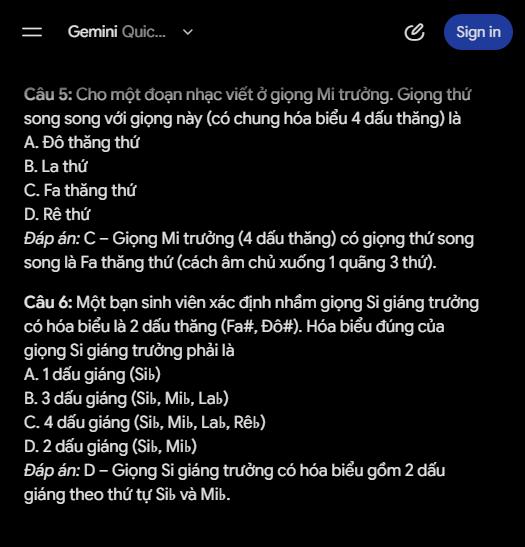 Gemini Quic...
Sign in
Câu 5: Cho một đoạn nhạc viết ở giọng Mi trưởng. Giọng thứ
song song với giọng này (có chung hóa biểu 4 dấu thăng) là
A. Đô thăng thứ
B. La thứ
C. Fa thăng thứ
D. Rê thứ
Đáp án: C – Giọng Mi trưởng (4 dấu thăng) có giọng thứ song
song là Fa thăng thứ (cách âm chủ xuống 1 quãng 3 thứ).
Câu 6: Một bạn sinh viên xác định nhầm giọng Si giáng trưởng
có hóa biểu là 2 dấu thăng (Fa#, Đô#). Hóa biểu đúng của
giọng Si giáng trưởng phải là
A. 1 dấu giáng (Si♭)
B. 3 dấu giáng (Si♭, Mi♭, La♭)
C. 4 dấu giáng (Si♭, Mi♭, La♭, Rê♭)
D. 2 dấu giáng (Si♭, Mi♭)
Đáp án: D – Giọng Si giáng trưởng có hóa biểu gồm 2 dấu
giáng theo thứ tự Si♭ và Mi♭.